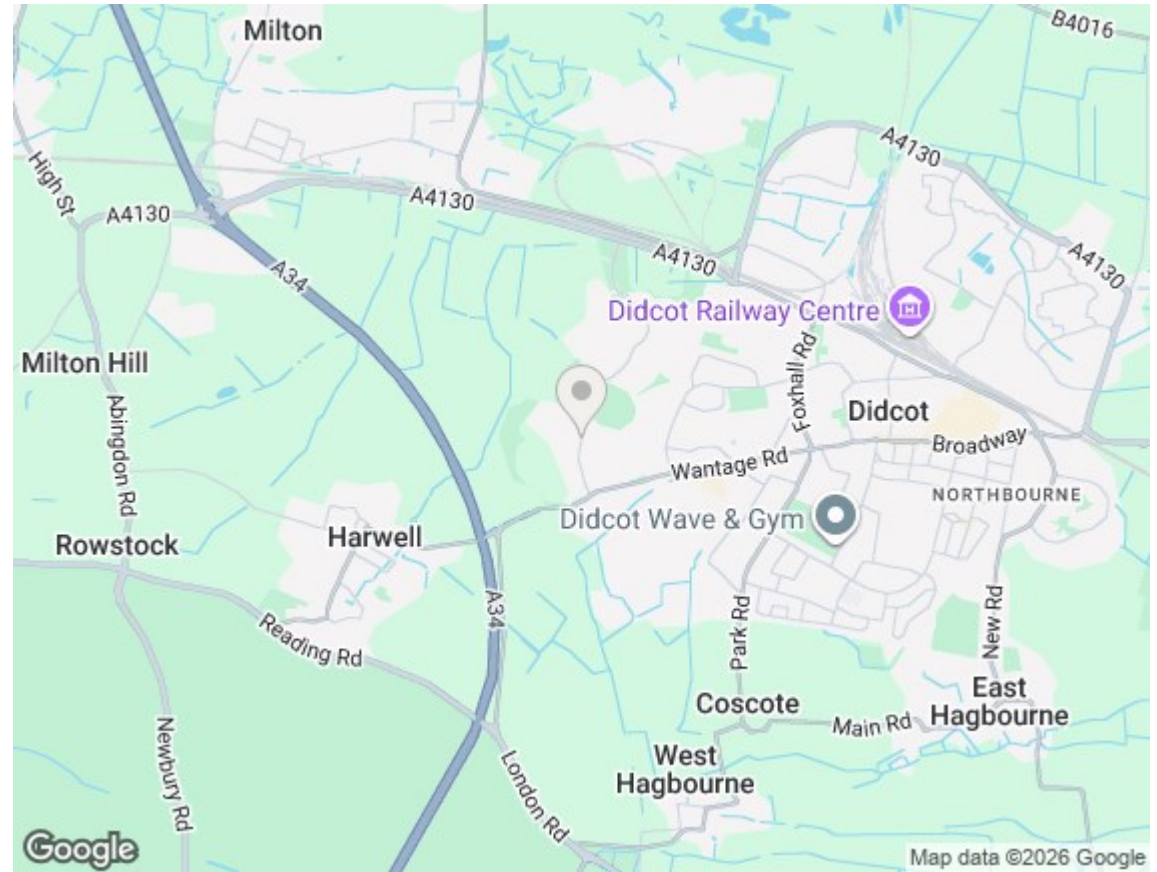 Milton
B4016
High St
A4130
A4130
A4130
A4130
A4130
A34
Didcot Railway Centre
Milton Hill
Foxhall Rd
Didcot
Abingdon Rd
Broadway
Wantage Rd
NORTHBOURNE
Didcot Wave & Gym
Harwell
Rowstock
A34
Park Rd
New Rd
Reading Rd
Coscote
East
Hagbourne
Main Rd
Newbury Rd
West
Hagbourne
London Rd
Google
Map data ©2026 Google